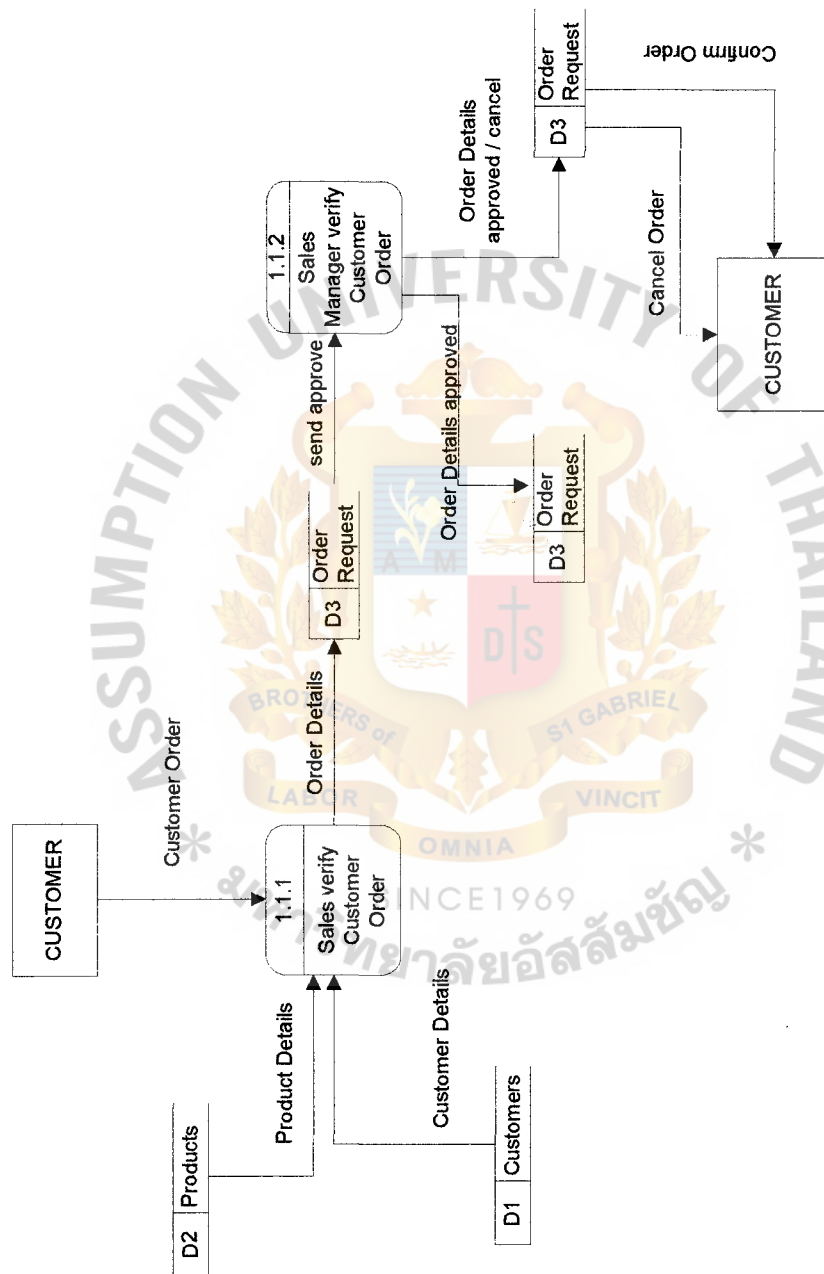 CUSTOMER
Customer Order
D2 Products
Product Details
D1 Customers
Customer Details
1.1.1
Sales verify
Customer
Order
Order Details
D3 Order
Request
send approve
1.1.2
Sales
Manager verify
Customer
Order
Order Details approved
D3 Order
Request
Order Details
approved / cancel
D3 Order
Request
Cancel Order
Confirm Order
CUSTOMER
ASSUMPTION UNIVERSITY OF THAILAND
A M
D S
BROTHERS of
S1 GABRIEL
LABOR
OMNIA
VINCIT
SINCE1969
* มหาวิทยาลัยอัสสัมชัญ *